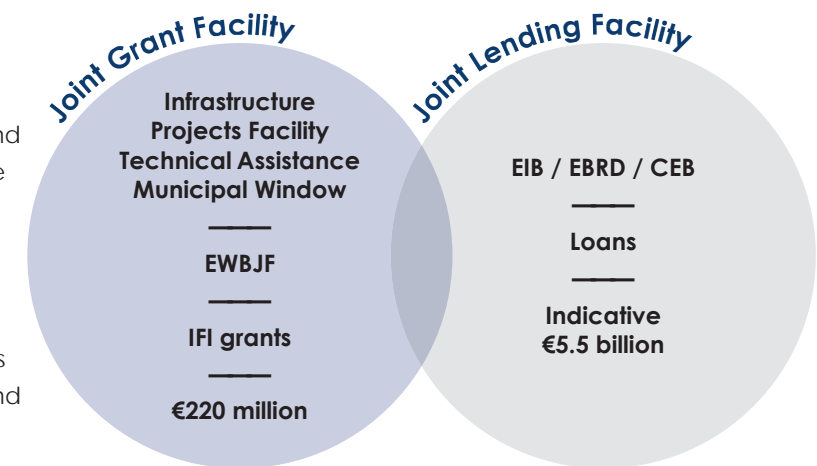 Joint Grant Facility
Infrastructure
Projects Facility
Technical Assistance
Municipal Window
EWBJF
IFI grants
€220 million
Joint Lending Facility
EIB / EBRD / CEB
Loans
Indicative
€5.5 billion